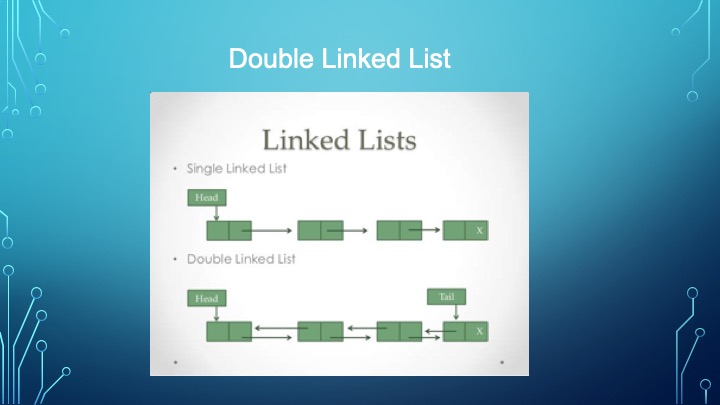 Double Linked List
Linked Lists
• Single Linked List
Head
X
• Double Linked List
Head
Tail
X